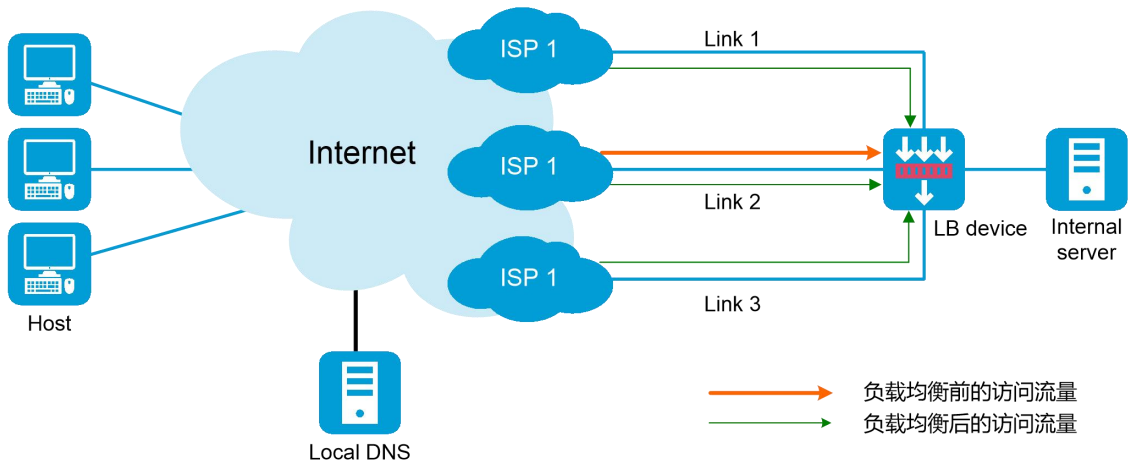 ISP 1
Link 1
Internet
ISP 1
Link 2
LB device
Internal
server
ISP 1
Link 3
Host
Local DNS
负载均衡前的访问流量
负载均衡后的访问流量